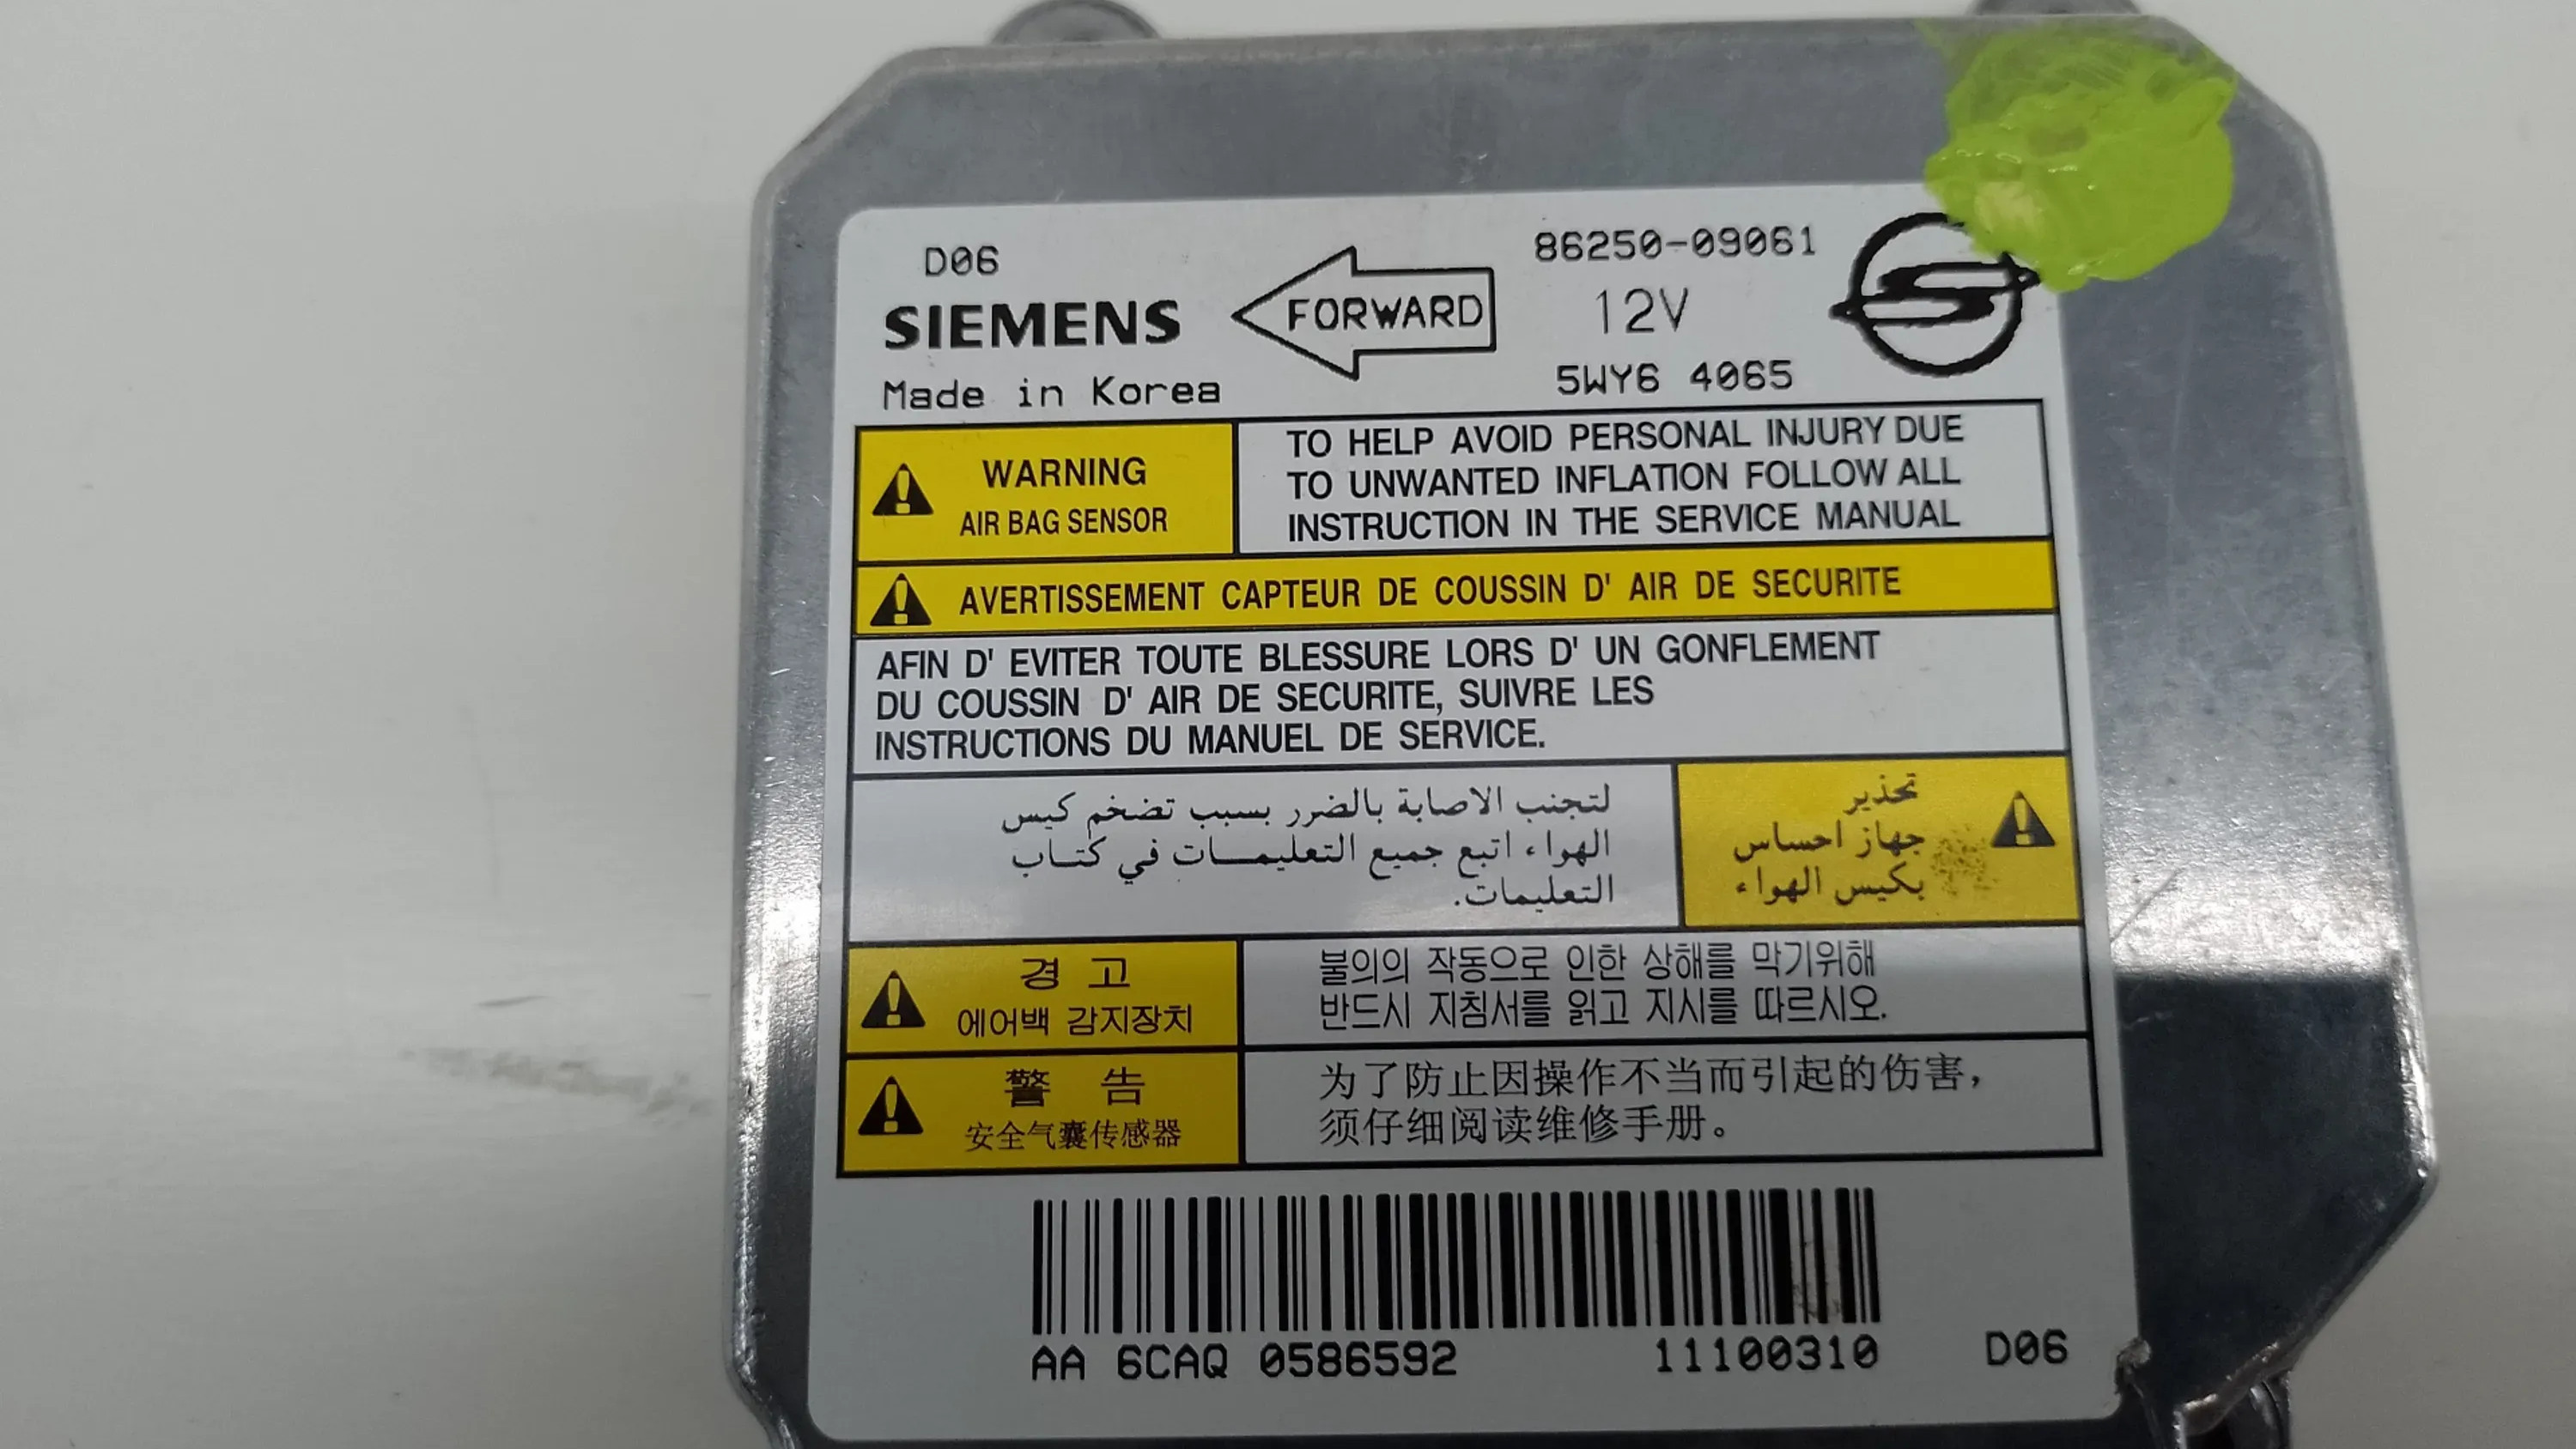 D06
SIEMENS
Made in Korea
FORWARD
86250-09061
12V
5WY6 4065
WARNING
AIR BAG SENSOR
TO HELP AVOID PERSONAL INJURY DUE
TO UNWANTED INFLATION FOLLOW ALL
INSTRUCTION IN THE SERVICE MANUAL
AVERTISSEMENT CAPTEUR DE COUSSIN D' AIR DE SECURITE
AFIN D' EVITER TOUTE BLESSURE LORS D' UN GONFLEMENT
DU COUSSIN D' AIR DE SECURITE, SUIVRE LES
INSTRUCTIONS DU MANUEL DE SERVICE.
تحذير
جهاز احساس
بكيس الهواء
لتجنب الاصابة بالضرر بسبب تضخم كيس
الهواء اتبع جميع التعليمــات في كتـاب
التعليمات.
경 고
에어백 감지장치
불의의 작동으로 인한 상해를 막기위해
반드시 지침서를 읽고 지시를 따르시오.
警 告
安全气囊传感器
为了防止因操作不当而引起的伤害，
须仔细阅读维修手册。
AA 6CAQ 0586592 11100310 D06